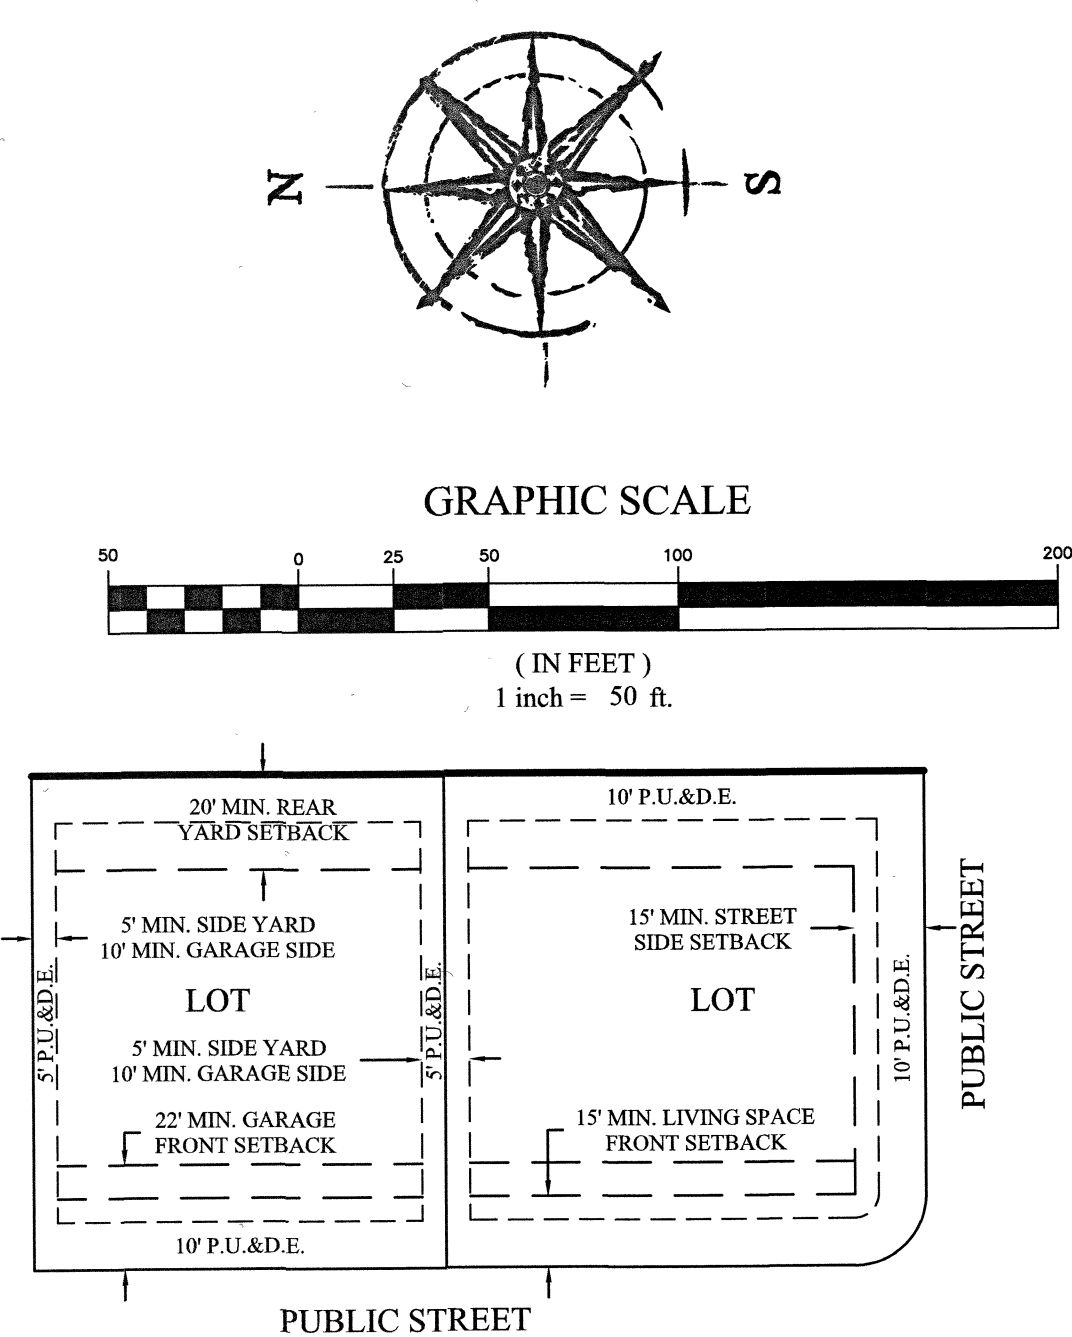 N
S
GRAPHIC SCALE
50 0 25 50 100 200
( IN FEET )
1 inch = 50 ft.
20' MIN. REAR
YARD SETBACK
10' P.U.&D.E.
5' MIN. SIDE YARD
10' MIN. GARAGE SIDE
15' MIN. STREET
SIDE SETBACK
5' P.U.&D.E.
LOT
5' P.U.&D.E.
LOT
10' P.U.&D.E.
PUBLIC STREET
5' MIN. SIDE YARD
10' MIN. GARAGE SIDE
22' MIN. GARAGE
FRONT SETBACK
15' MIN. LIVING SPACE
FRONT SETBACK
10' P.U.&D.E.
PUBLIC STREET